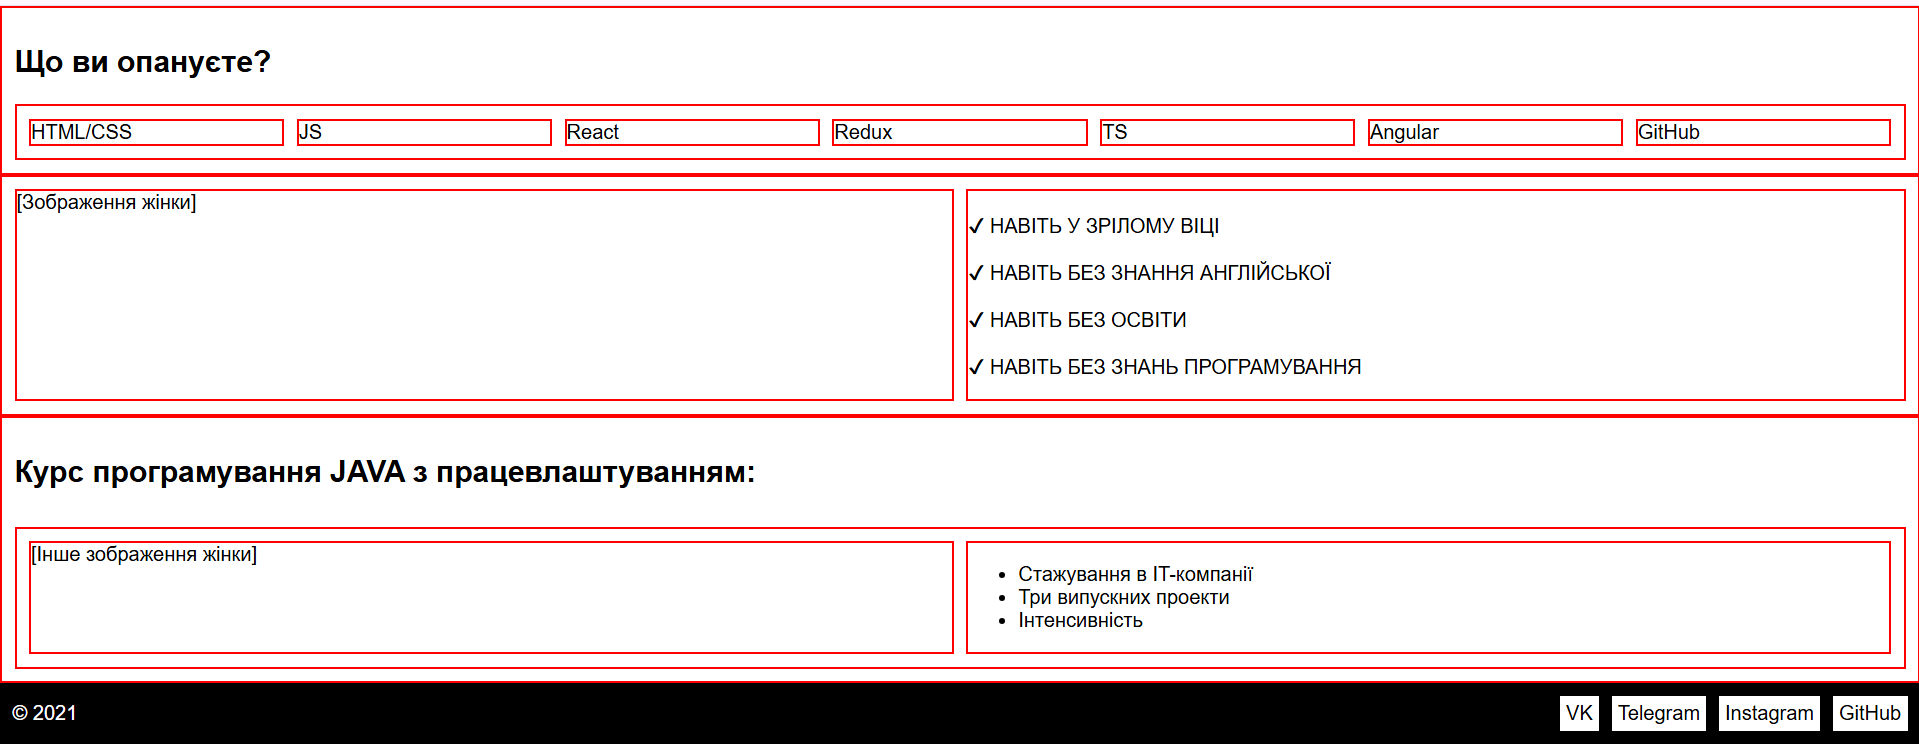 Що ви опануєте?
HTML/CSS JS React Redux TS Angular GitHub
[Зображення жінки]
✓ НАВІТЬ У ЗРІЛОМУ ВІЦІ
✓ НАВІТЬ БЕЗ ЗНАННЯ АНГЛІЙСЬКОЇ
✓ НАВІТЬ БЕЗ ОСВІТИ
✓ НАВІТЬ БЕЗ ЗНАНЬ ПРОГРАМУВАННЯ
Курс програмування JAVA з працевлаштуванням:
[Інше зображення жінки]
• Стажування в ІТ-компанії
• Три випускних проекти
• Інтенсивність
© 2021 VK Telegram Instagram GitHub